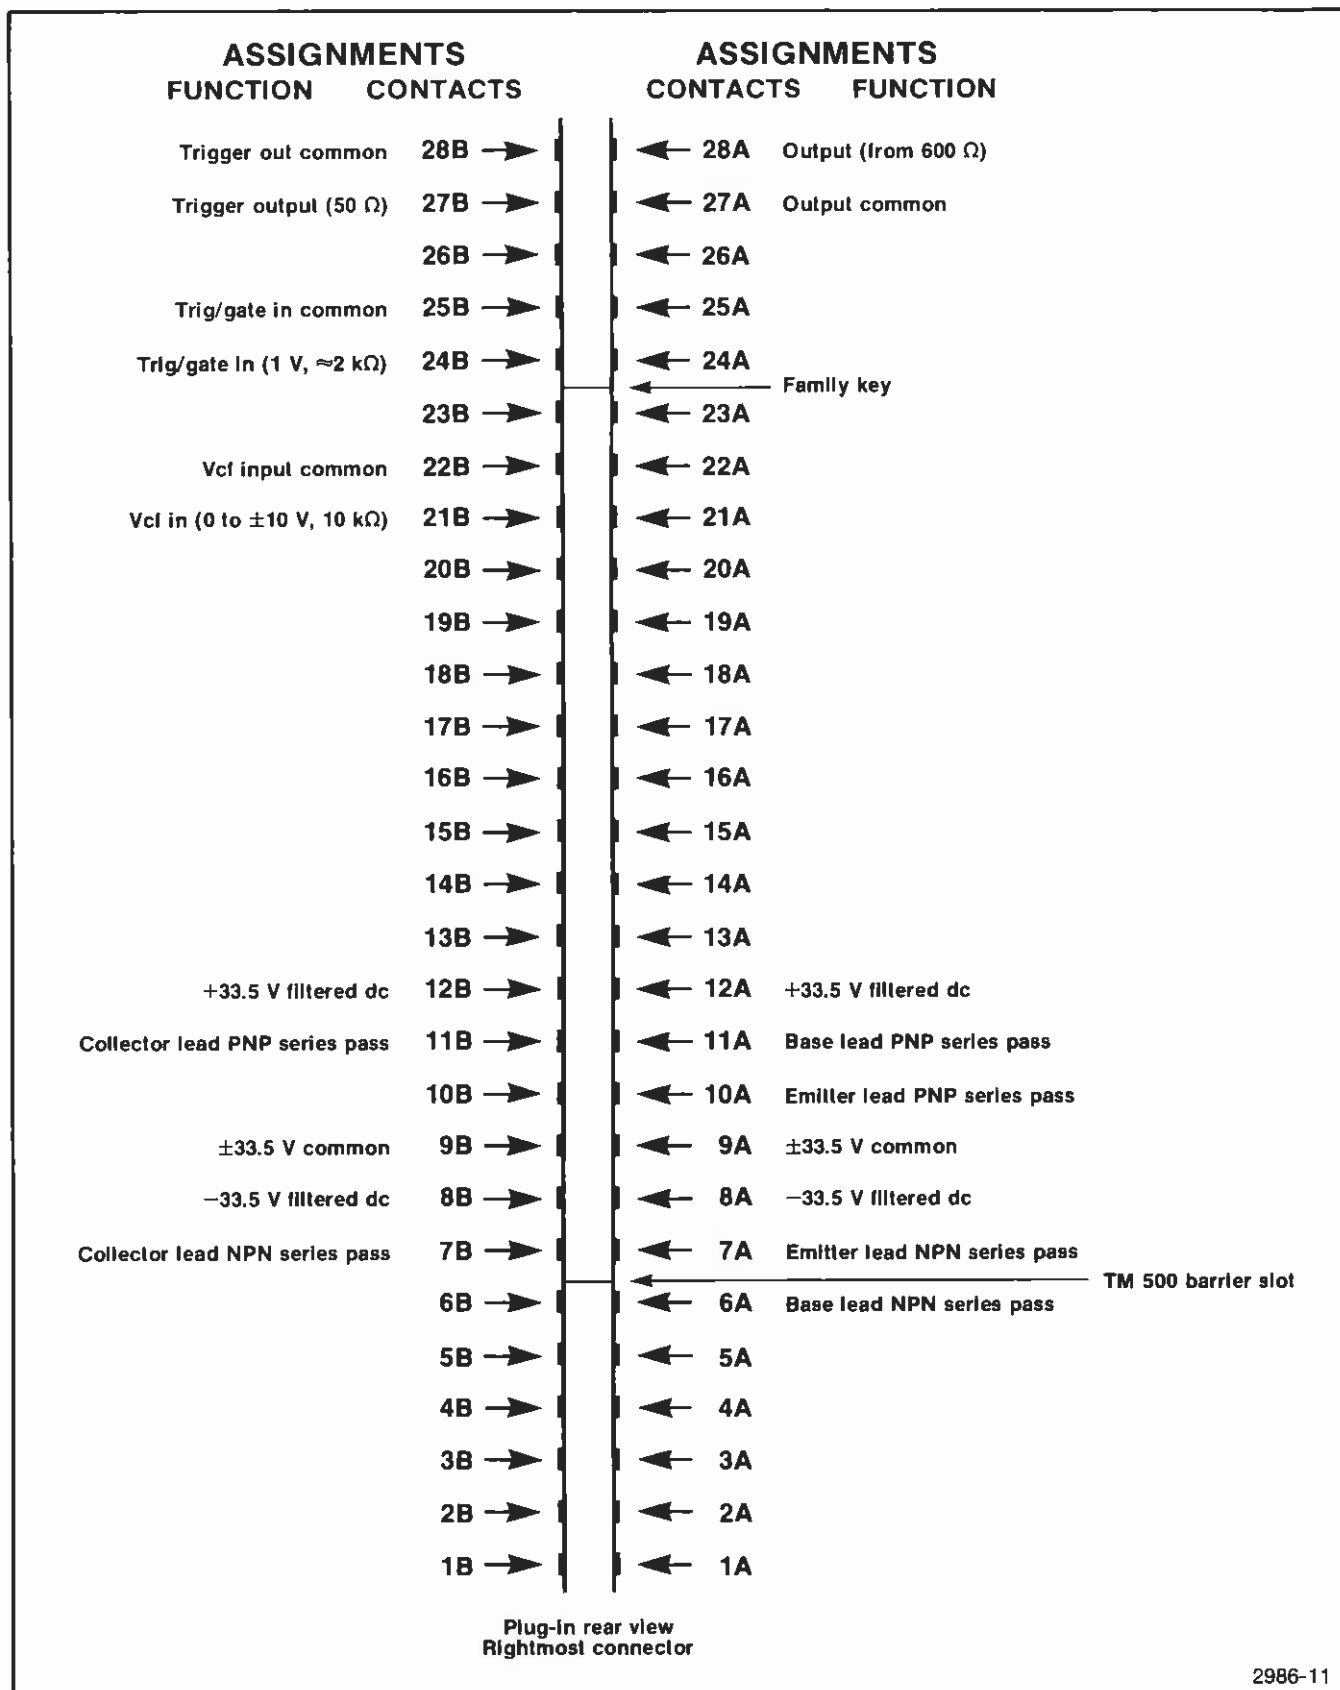 ASSIGNMENTS ASSIGNMENTS
FUNCTION CONTACTS CONTACTS FUNCTION
Trigger out common 28B 28A Output (from 600 Ω)
Trigger output (50 Ω) 27B 27A Output common
26B 26A
Trig/gate in common 25B 25A
Trig/gate in (1 V, ≈2 kΩ) 24B 24A
Family key
23B 23A
Vcf input common 22B 22A
Vcf in (0 to ±10 V, 10 kΩ) 21B 21A
20B 20A
19B 19A
18B 18A
17B 17A
16B 16A
15B 15A
14B 14A
13B 13A
+33.5 V filtered dc 12B 12A +33.5 V filtered dc
Collector lead PNP series pass 11B 11A Base lead PNP series pass
10B 10A Emitter lead PNP series pass
±33.5 V common 9B 9A ±33.5 V common
−33.5 V filtered dc 8B 8A −33.5 V filtered dc
Collector lead NPN series pass 7B 7A Emitter lead NPN series pass
TM 500 barrier slot
6B 6A Base lead NPN series pass
5B 5A
4B 4A
3B 3A
2B 2A
1B 1A
Plug-in rear view
Rightmost connector
2986-11